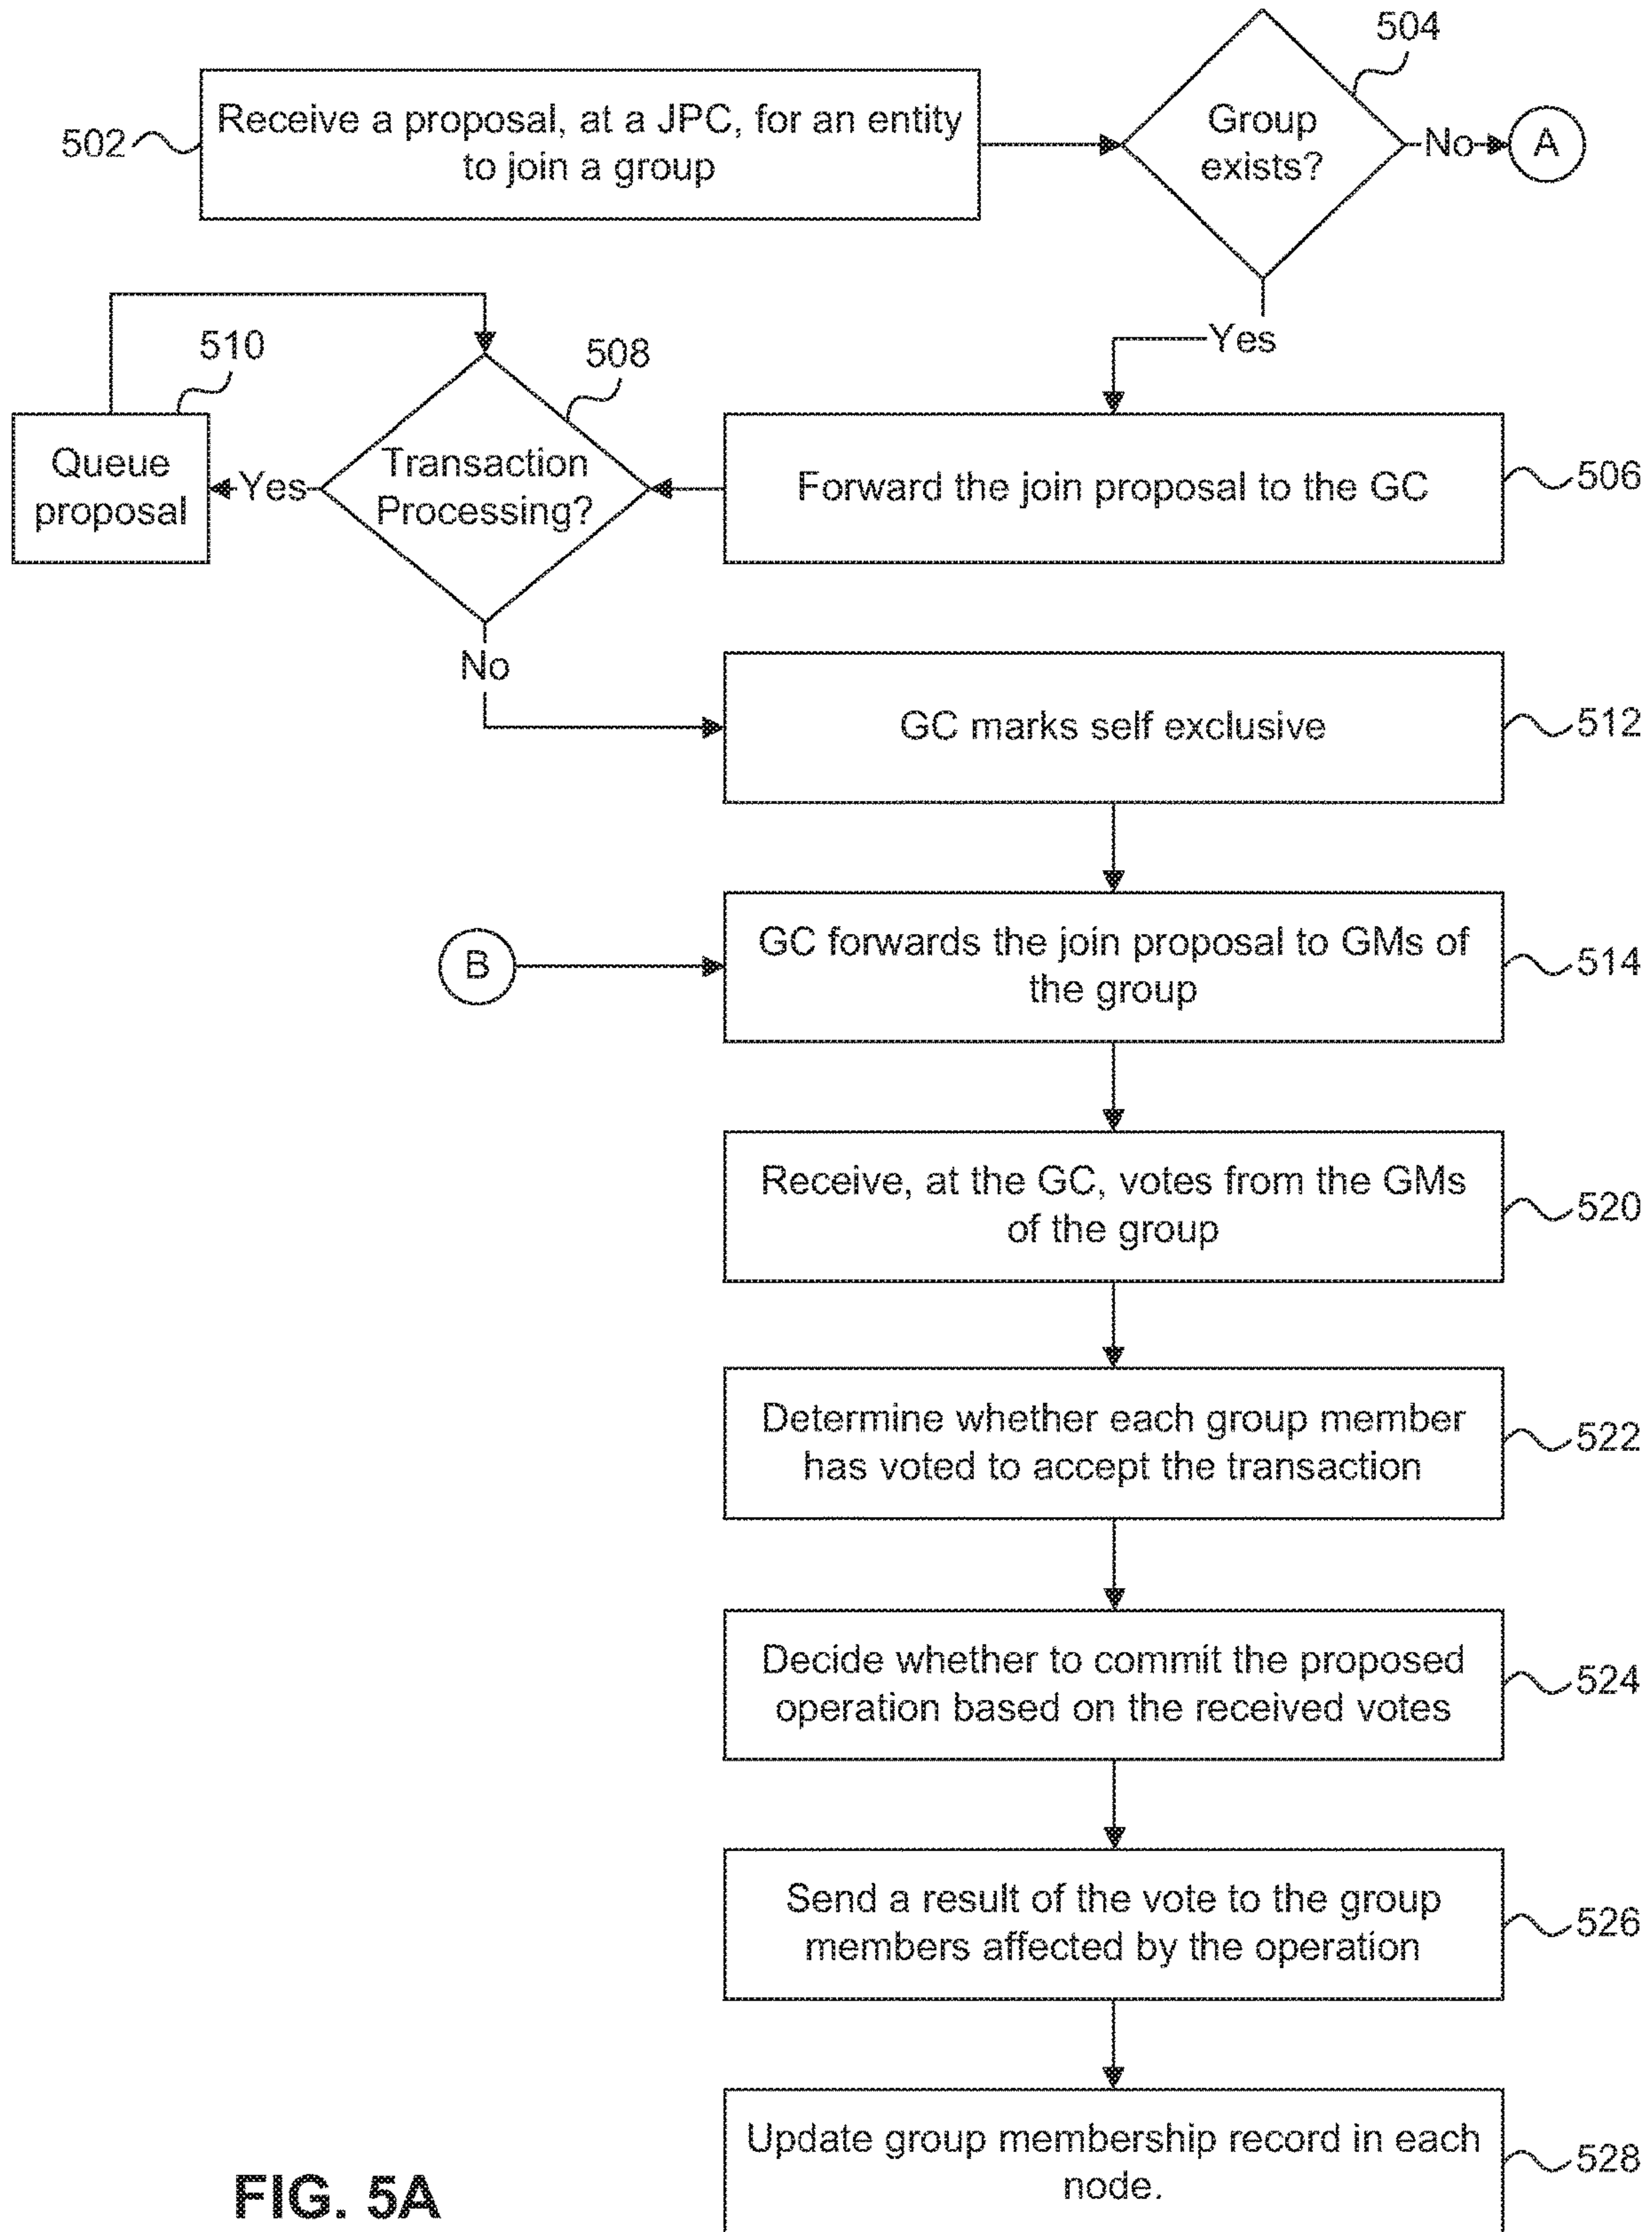 504
502
Receive a proposal, at a JPC, for an entity
to join a group
Group
exists?
No
A
Yes
510
508
Queue
proposal
Yes
Transaction
Processing?
Forward the join proposal to the GC
506
No
GC marks self exclusive
512
B
GC forwards the join proposal to GMs of
the group
514
Receive, at the GC, votes from the GMs
of the group
520
Determine whether each group member
has voted to accept the transaction
522
Decide whether to commit the proposed
operation based on the received votes
524
Send a result of the vote to the group
members affected by the operation
526
Update group membership record in each
node.
528
FIG. 5A